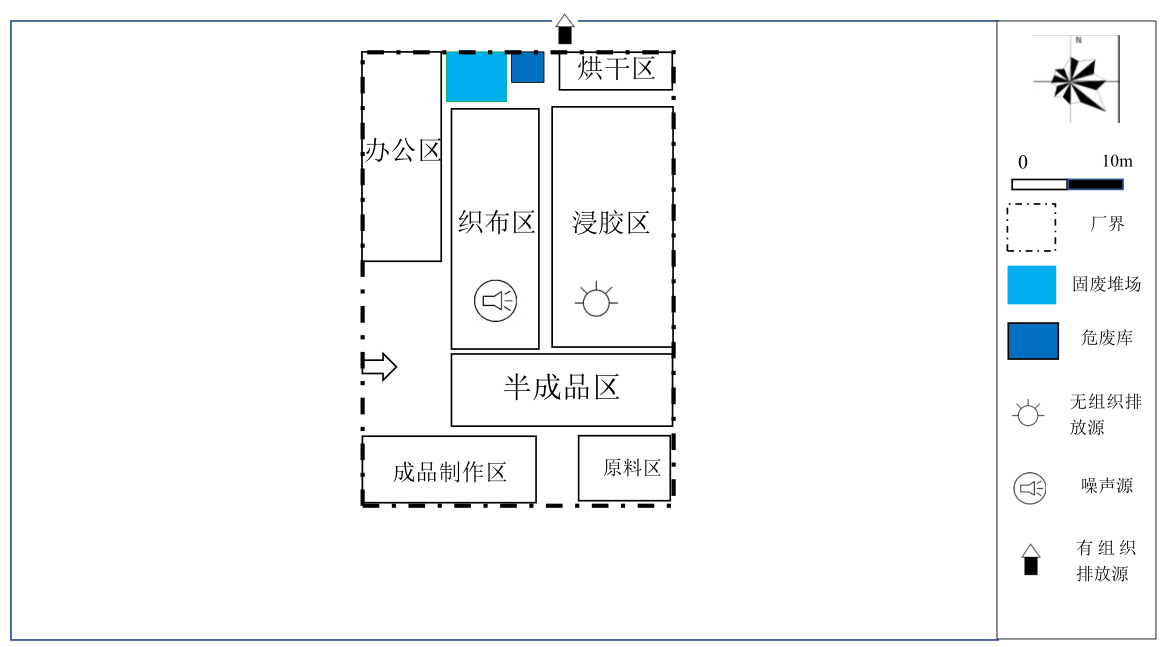 烘干区
办公区
织布区
浸胶区
半成品区
成品制作区
原料区
N
0 10m
厂界
固废堆场
危废库
无组织排
放源
噪声源
有组织
排放源